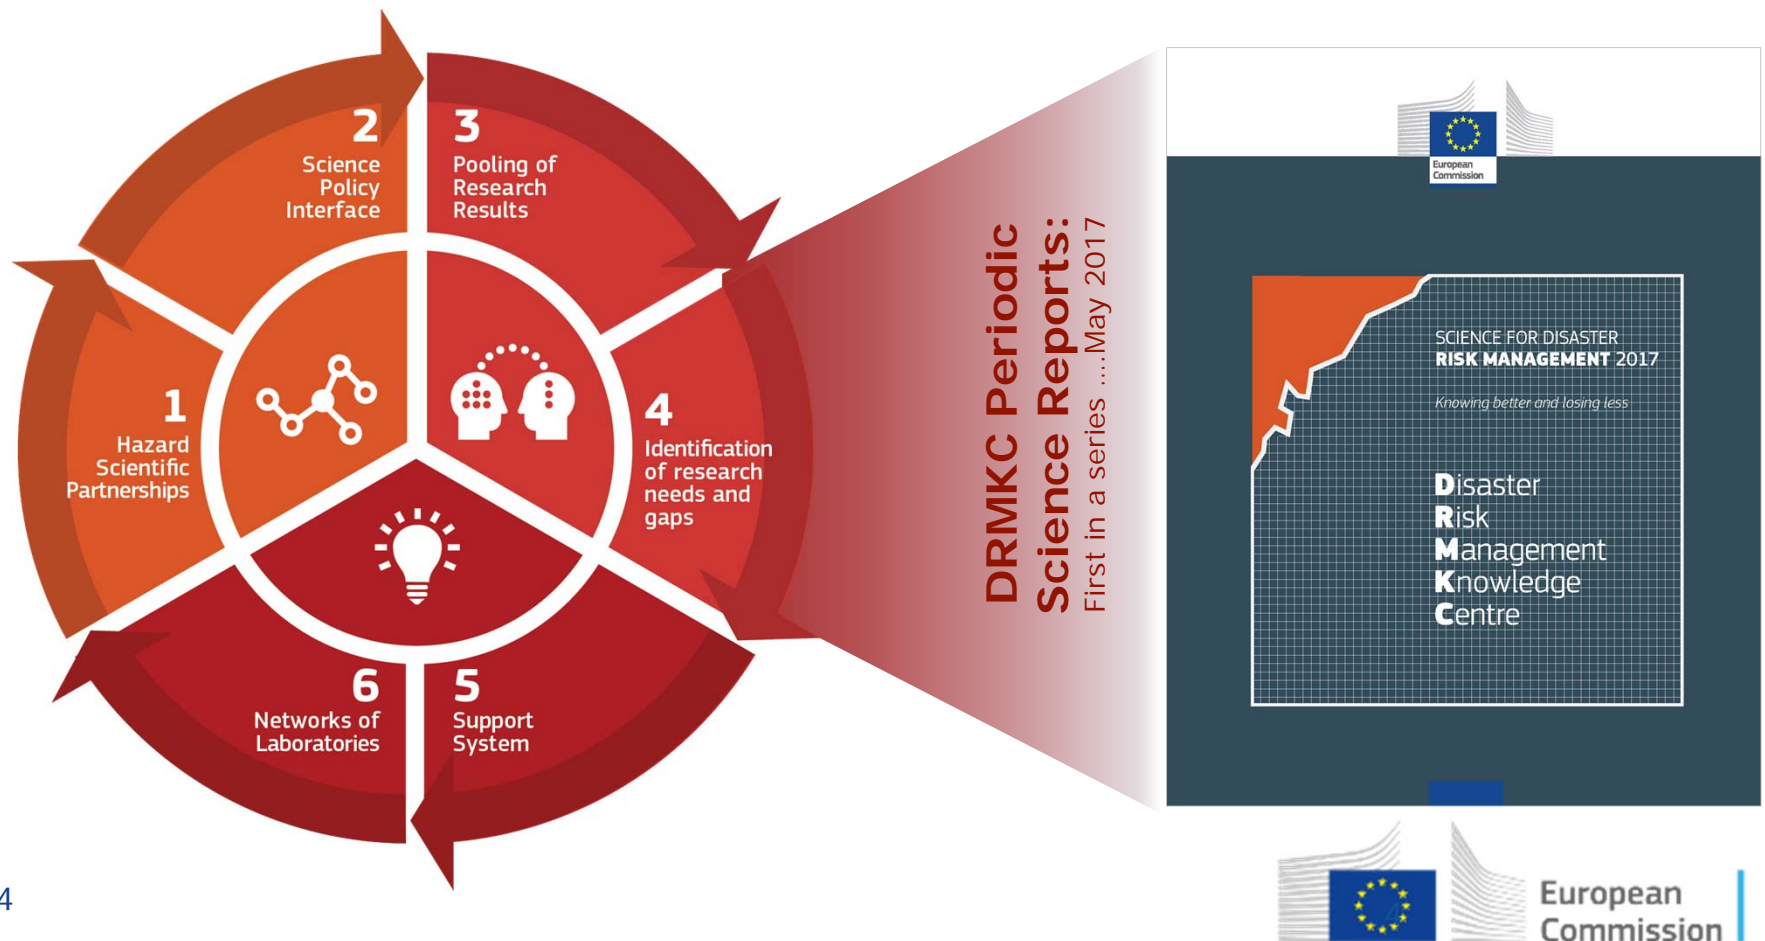 2
Science
Policy
Interface
3
Pooling of
Research
Results
1
Hazard
Scientific
Partnerships
4
Identification
of research
needs and
gaps
6
Networks of
Laboratories
5
Support
System
DRMKC Periodic
Science Reports:
First in a series ....May 2017
European
Commission
SCIENCE FOR DISASTER
RISK MANAGEMENT 2017
Knowing better and losing less
Disaster
Risk
Management
Knowledge
Centre
4
4
European
Commission